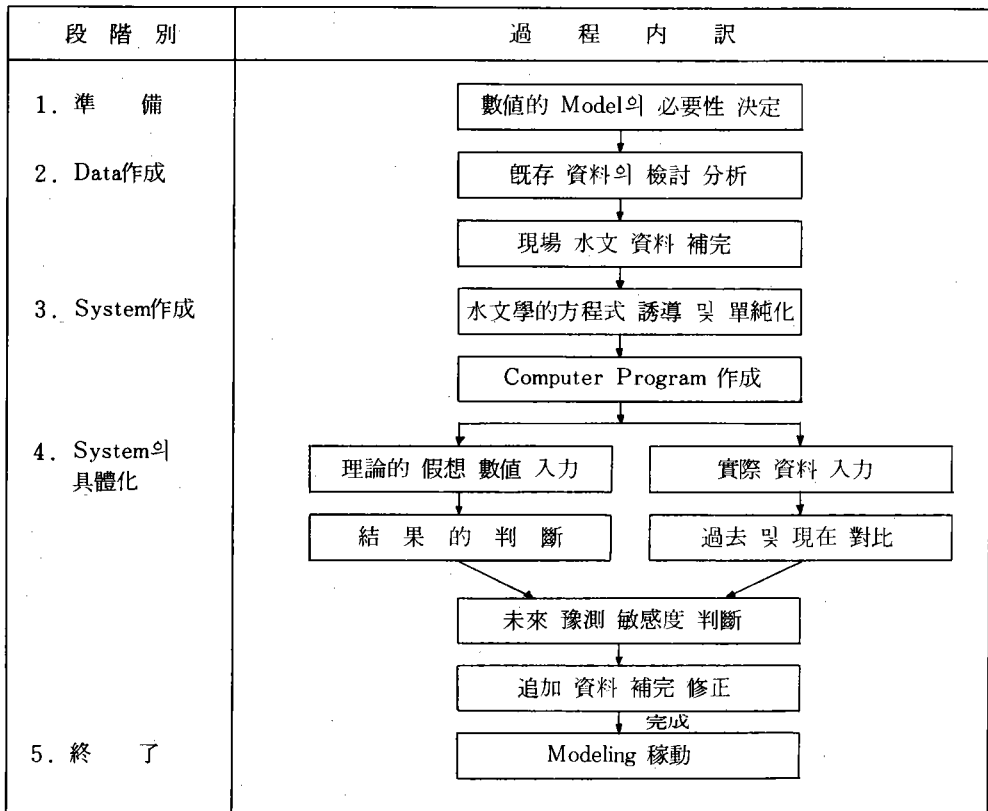 段 階 別
過 程 內 訳
1. 準 備
數値的 Model의 必要性 決定
2. Data作成
旣存 資料의 檢討 分析
現場 水文 資料 補完
3. System作成
水文學的方程式 誘導 및 單純化
Computer Program 作成
4. System의
具體化
理論的 假想 數値 入力
實際 資料 入力
結 果 的 判 斷
過去 및 現在 對比
未來 豫測 敏感度 判斷
追加 資料 補完 修正
完成
5. 終 了
Modeling 稼動